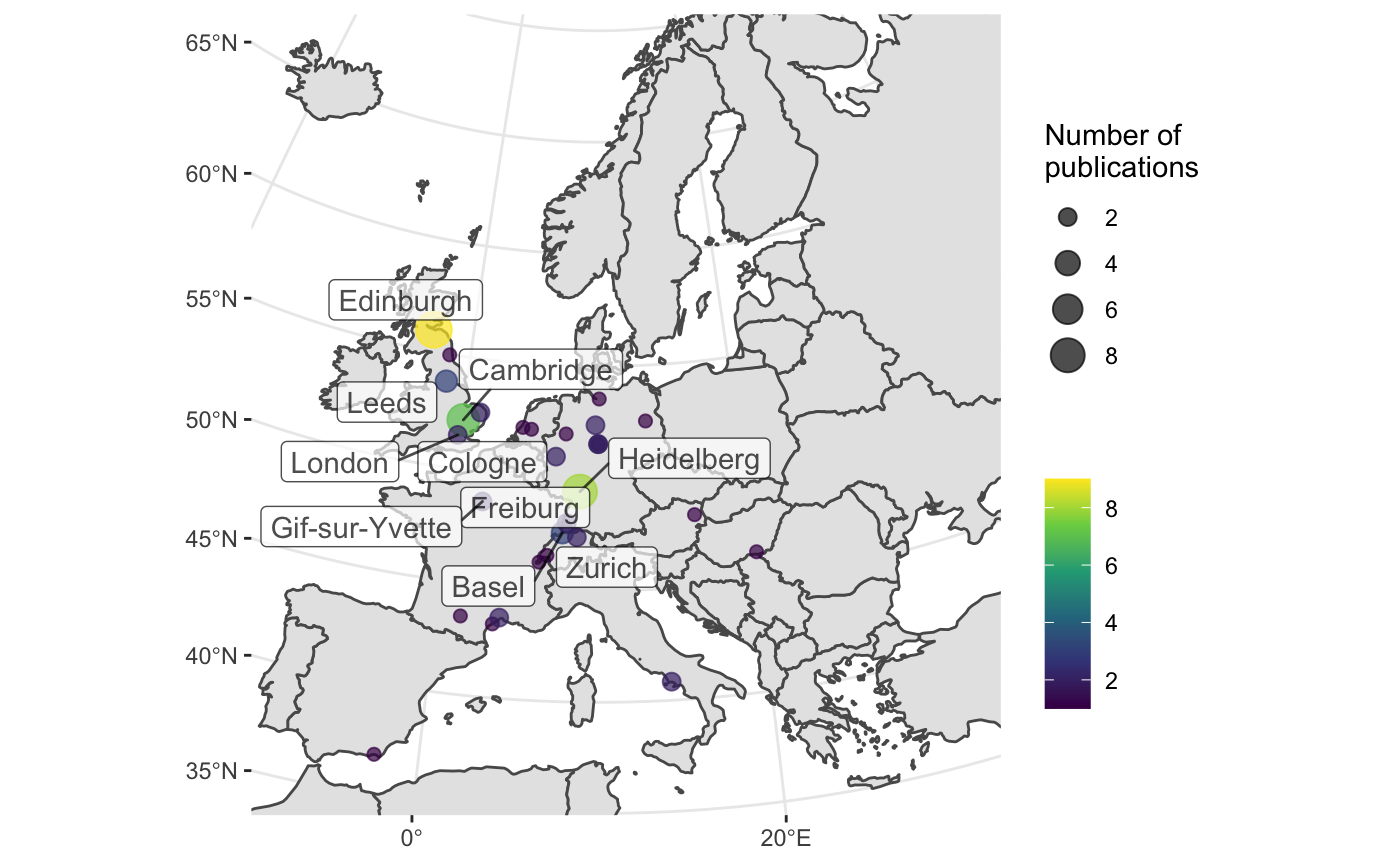 65°N
60°N
55°N
50°N
45°N
40°N
35°N
0°
20°E
Edinburgh
Cambridge
Leeds
London
Cologne
Heidelberg
Freiburg
Gif-sur-Yvette
Zurich
Basel
Number of
publications
2
4
6
8
8
6
4
2